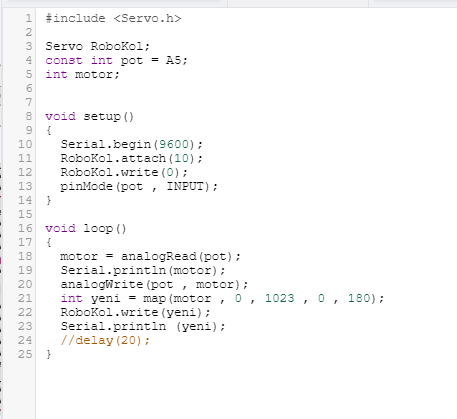 1 #include <Servo.h>
2
3 Servo RoboKol;
4 const int pot = A5;
5 int motor;
6
7
8 void setup()
9 {
10   Serial.begin(9600);
11   RoboKol.attach(10);
12   RoboKol.write(0);
13   pinMode(pot , INPUT);
14 }
15
16 void loop()
17 {
18   motor = analogRead(pot);
19   Serial.println(motor);
20   analogWrite(pot , motor);
21   int yeni = map(motor , 0 , 1023 , 0 , 180);
22   RoboKol.write(yeni);
23   Serial.println (yeni);
24   //delay(20);
25 }